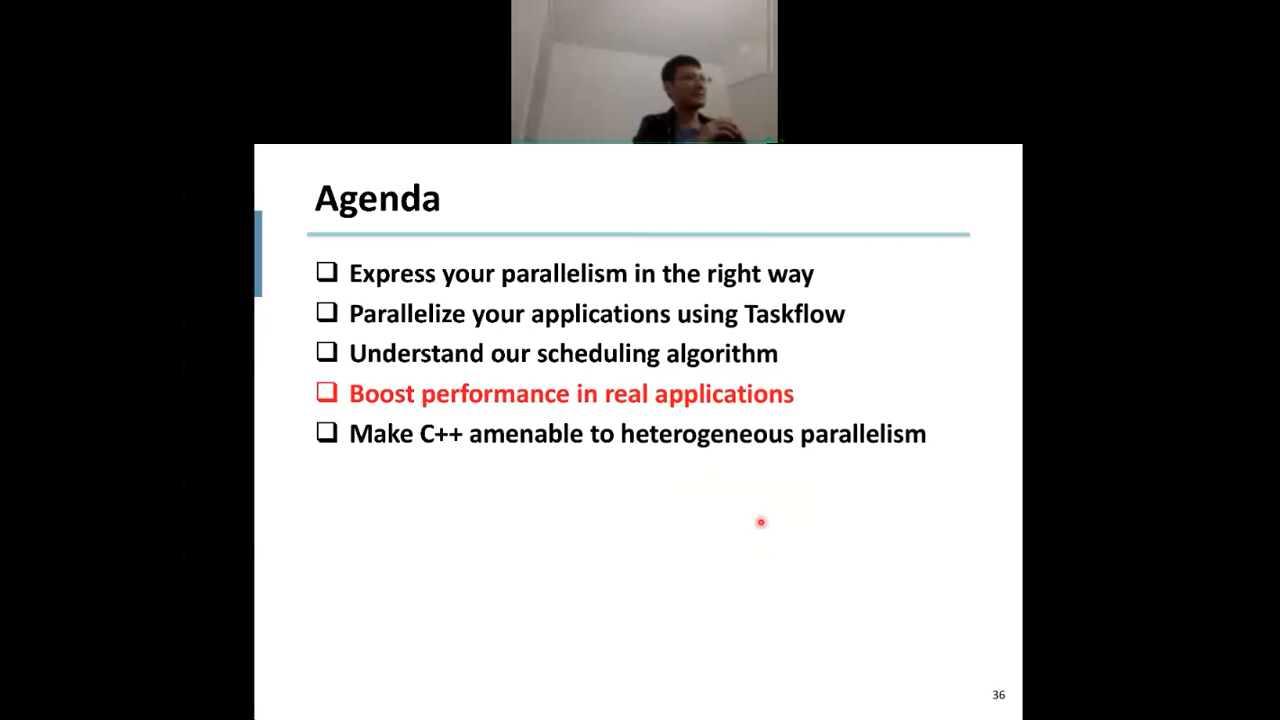 Agenda
Express your parallelism in the right way
Parallelize your applications using Taskflow
Understand our scheduling algorithm
Boost performance in real applications
Make C++ amenable to heterogeneous parallelism
36